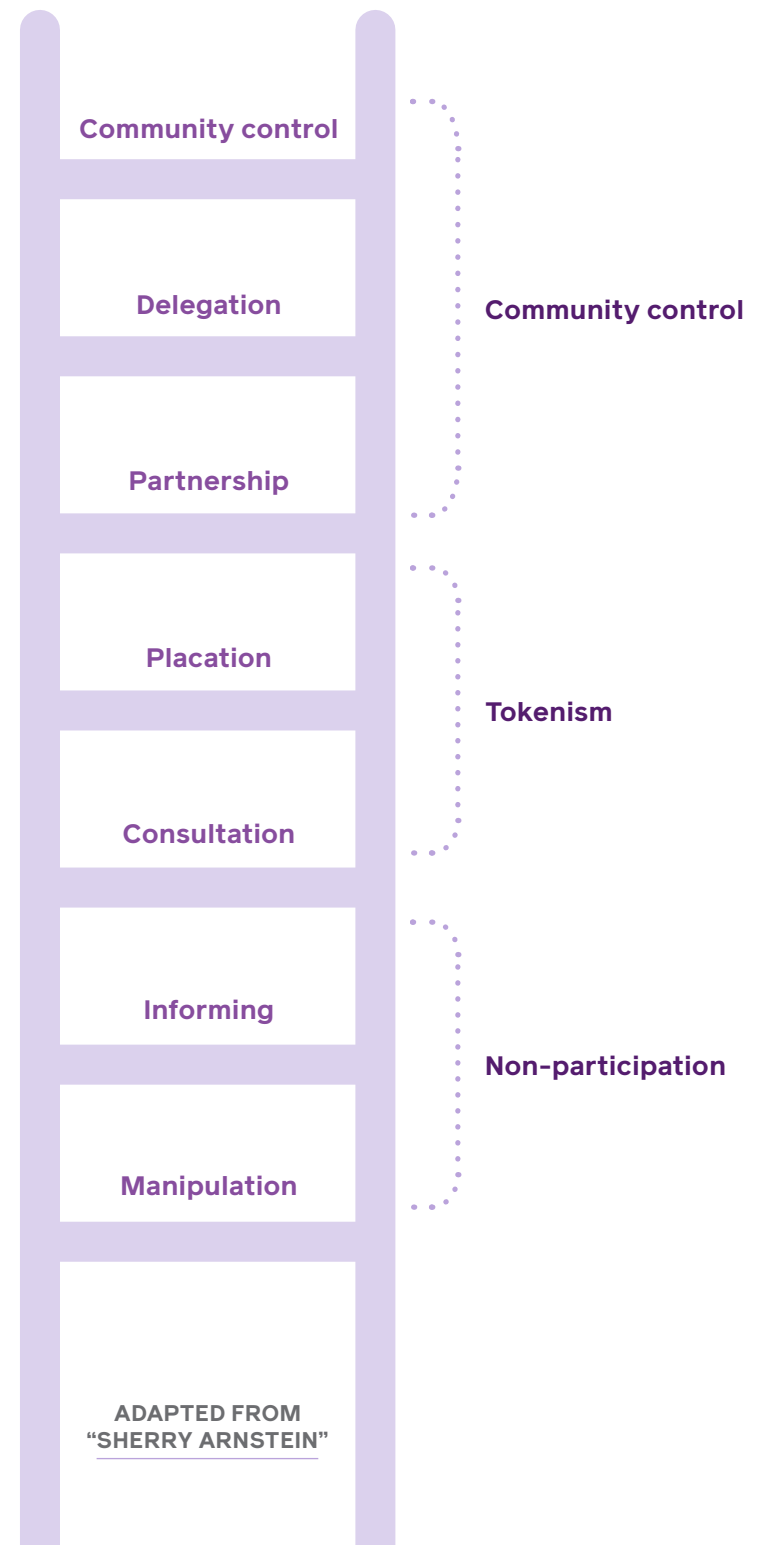 Community control
Delegation
Community control
Partnership
Placation
Tokenism
Consultation
Informing
Non-participation
Manipulation
ADAPTED FROM
“SHERRY ARNSTEIN”